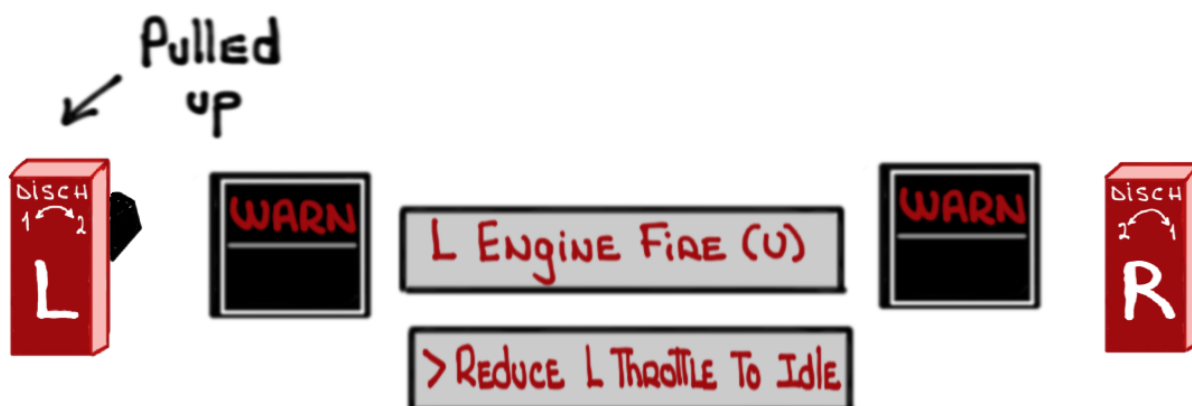 Pulled
up
DISCH
1 2
L
WARN
L ENGINE FIRE (U)
> REDUCE L THROTTLE TO IDLE
WARN
DISCH
2 1
R